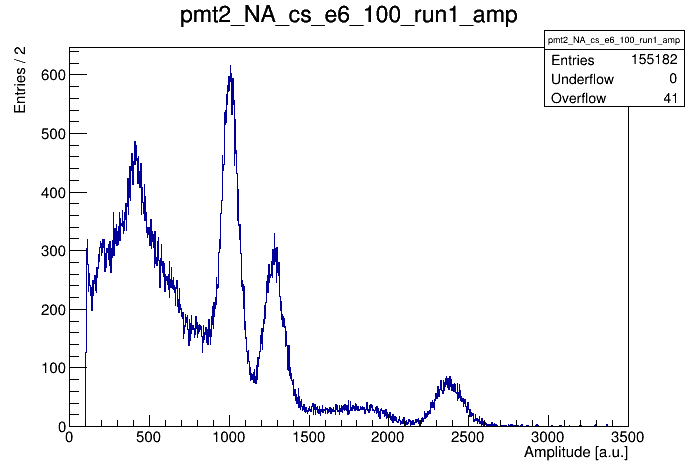 pmt2_NA_cs_e6_100_run1_amp
pmt2_NA_cs_e6_100_run1_amp
Entries 155182
Underflow 0
Overflow 41
Entries / 2
600
500
400
300
200
100
0
0 500 1000 1500 2000 2500 3000 3500
Amplitude [a.u.]